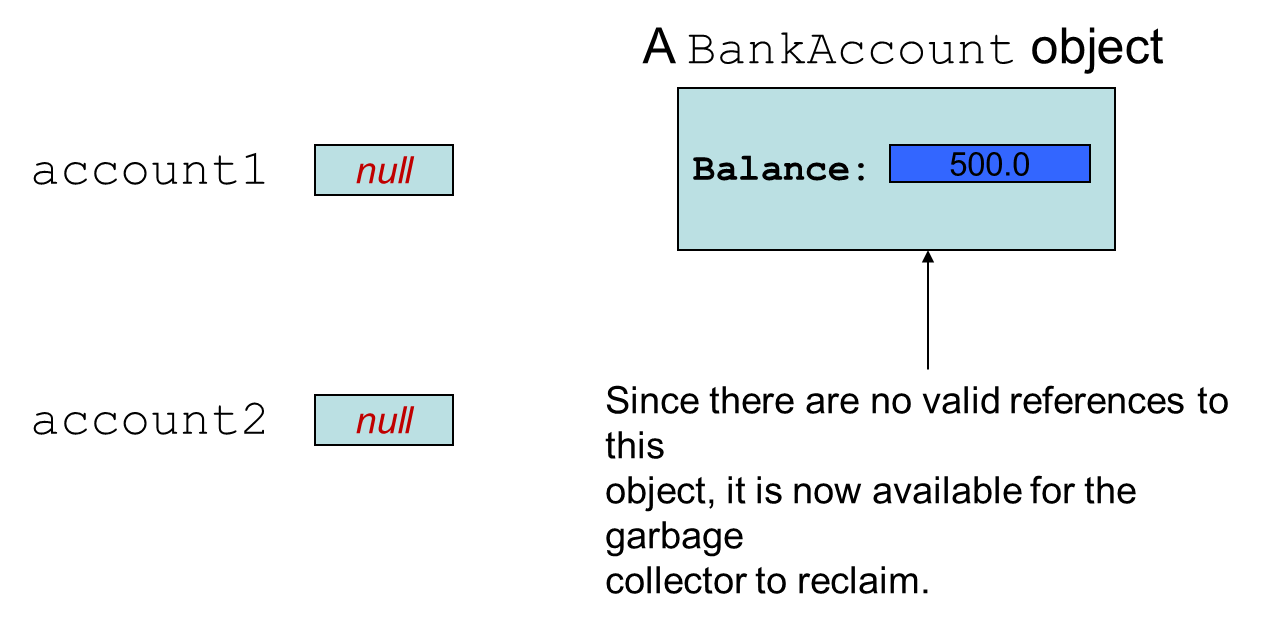 A BankAccount object
account1 null
Balance: 500.0
account2 null
Since there are no valid references to
this
object, it is now available for the
garbage
collector to reclaim.